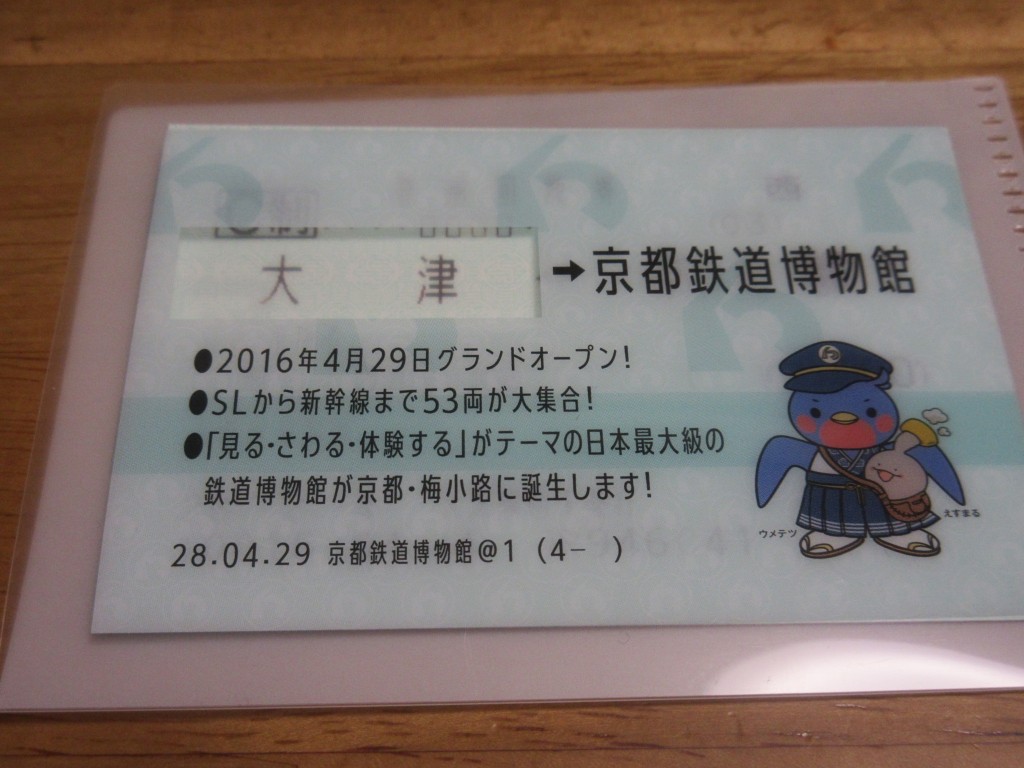 大津
➡京都鉄道博物館
●2016年4月29日グランドオープン!
●SLから新幹線まで53両が大集合!
●「見る・さわる・体験する」がテーマの日本最大級の
鉄道博物館が京都・梅小路に誕生します!
ウメテツ
えすまる
28.04.29 京都鉄道博物館@1 (4− )